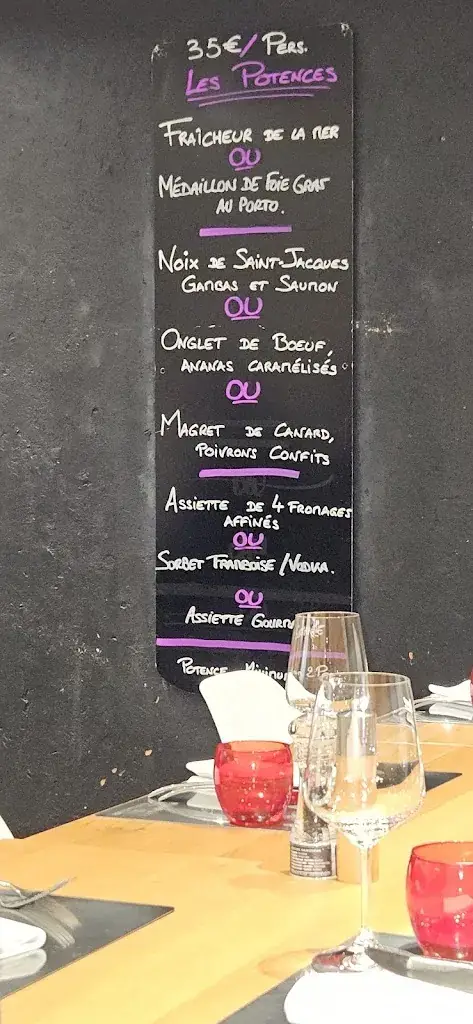 35€/ PERS.
LES POTENCES
FRAÎCHEUR DE LA MER
OU
MÉDAILLON DE FOIE GRAS
AU PORTO.
NOIX DE SAINT-JACQUES
GAMBAS ET SAUMON
OU
ONGLET DE BOEUF,
ANANAS CARAMÉLISÉS
OU
MAGRET DE CANARD,
POIVRONS CONFITS
ASSIETTE DE 4 FROMAGES
AFFINÉS
OU
SORBET FRAMBOISE/VODKA.
OU
ASSIETTE
POTENCE MINIMUM 2